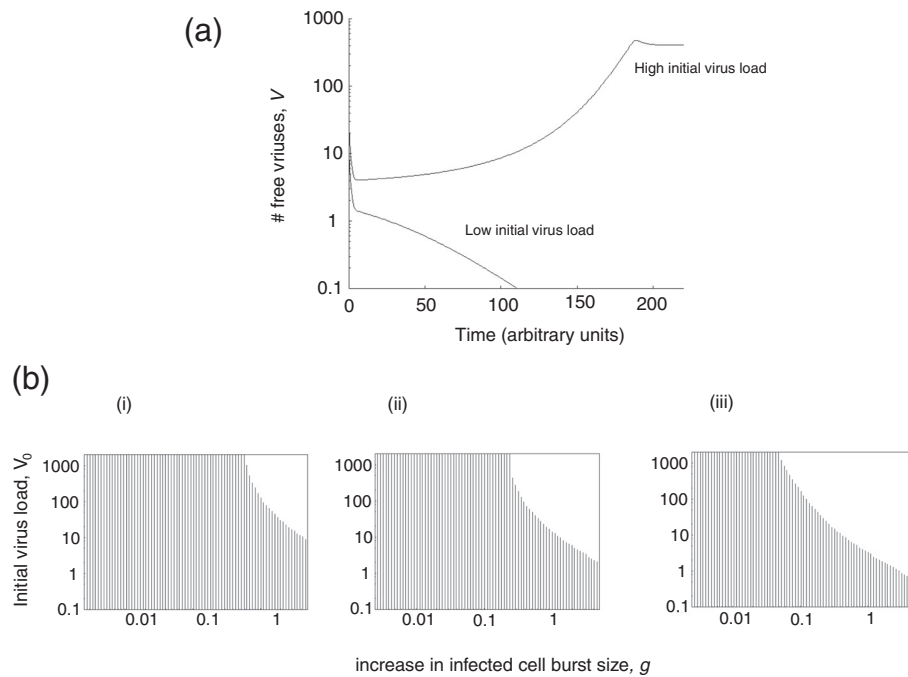 (a)
1000
100
10
1
0.1
# free vriuses, V
High initial virus load
Low initial virus load
0 50 100 150 200
Time (arbitrary units)
(b)
(i) (ii) (iii)
Initial virus load, V0
1000 1000 1000
100 100 100
10 10 10
1 1 1
0.1 0.1 0.1
0.01 0.1 1 0.01 0.1 1 0.01 0.1 1
increase in infected cell burst size, g